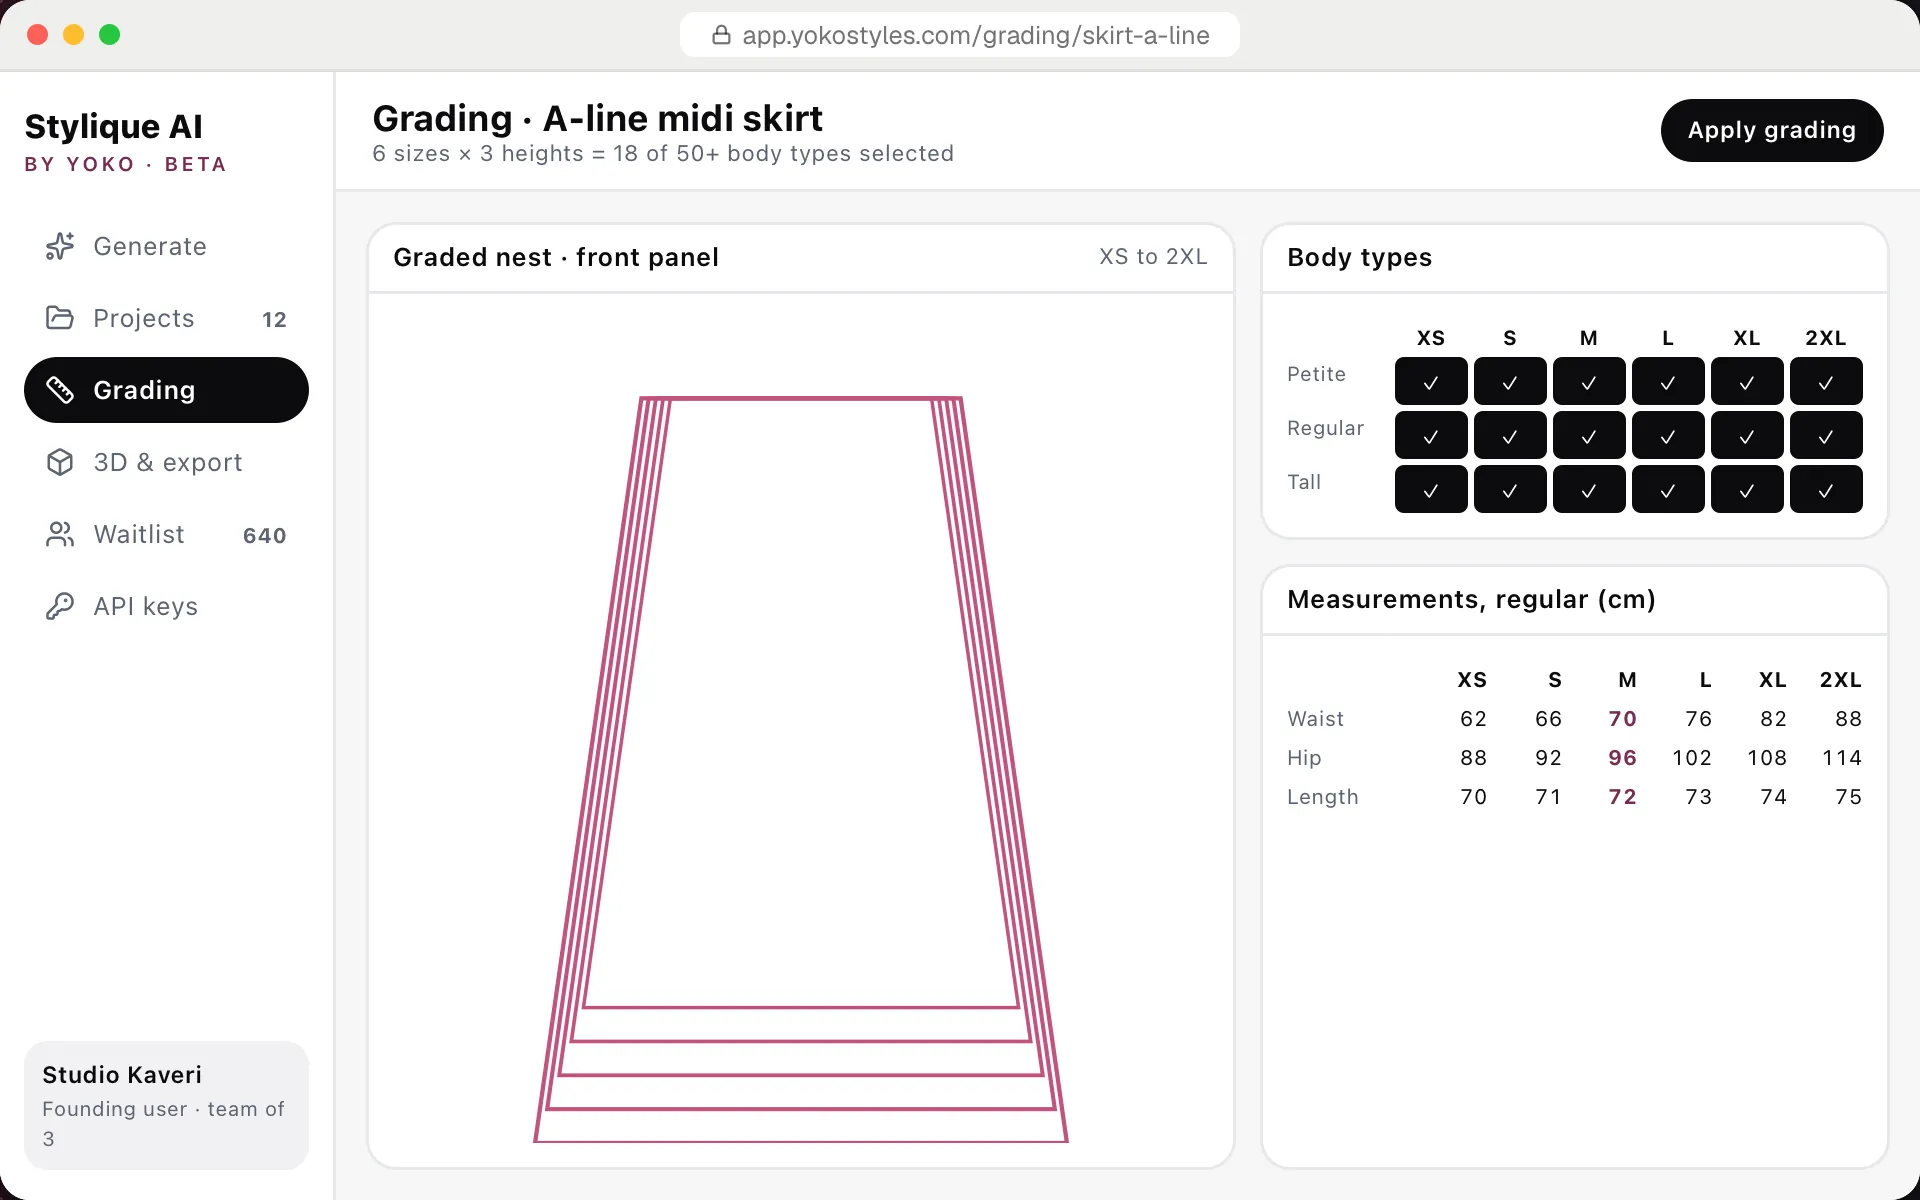 app.yokostyles.com/grading/skirt-a-line
Stylique AI
BY YOKO · BETA
Generate
Projects 12
Grading
3D & export
Waitlist 640
API keys
Studio Kaveri
Founding user · team of
3
Grading · A-line midi skirt
6 sizes × 3 heights = 18 of 50+ body types selected
Apply grading
Graded nest · front panel XS to 2XL
Body types
XS S M L XL 2XL
Petite ✓ ✓ ✓ ✓ ✓ ✓
Regular ✓ ✓ ✓ ✓ ✓ ✓
Tall ✓ ✓ ✓ ✓ ✓ ✓
Measurements, regular (cm)
XS S M L XL 2XL
Waist 62 66 70 76 82 88
Hip 88 92 96 102 108 114
Length 70 71 72 73 74 75